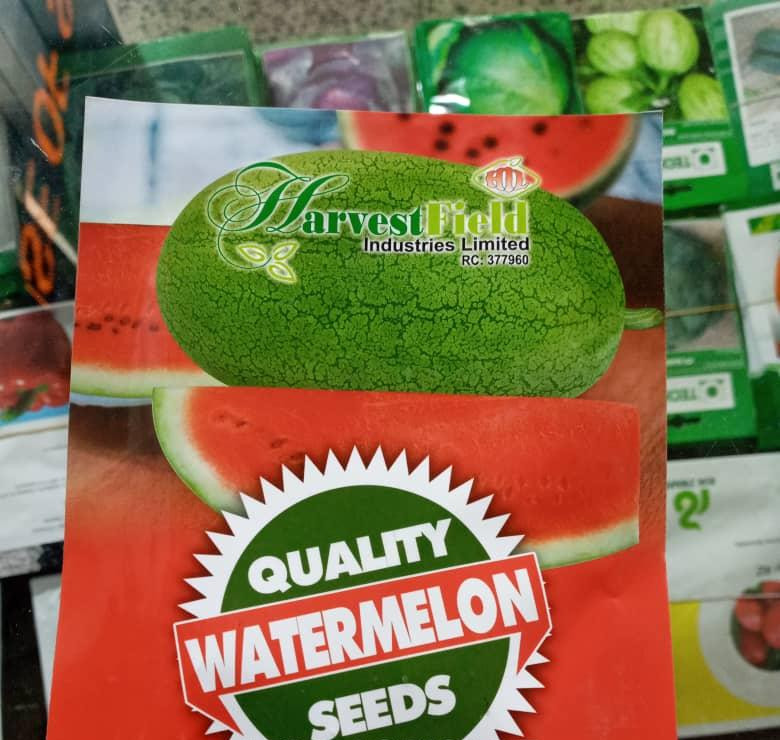 HarvestField
Industries Limited
RC: 377960
QUALITY
WATERMELON
SEEDS